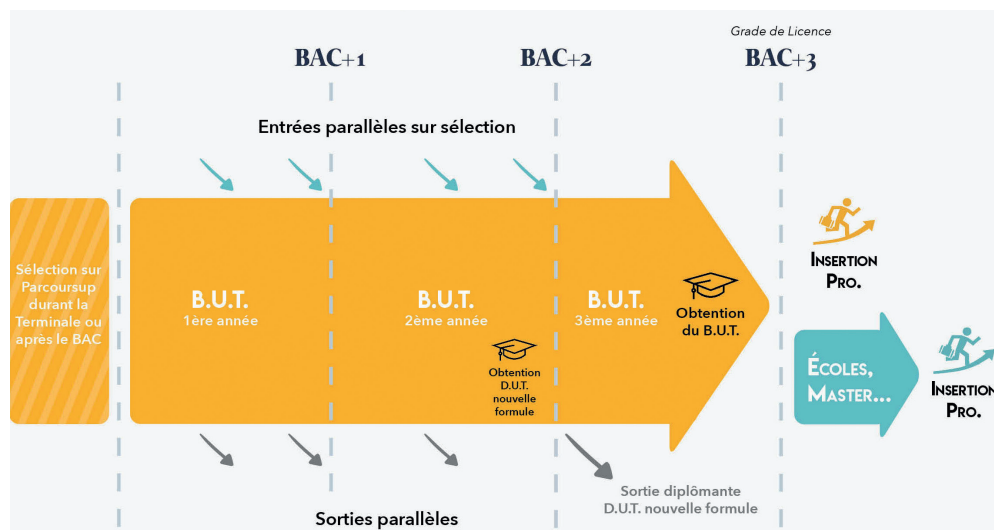 Grade de Licence
BAC+1
BAC+2
BAC+3
Entrées parallèles sur sélection
Sélection sur
Parcoursup
durant la
Terminale ou
après le BAC
B.U.T.
1ère année
B.U.T.
2ème année
Obtention
D.U.T.
nouvelle
formule
B.U.T.
3ème année
Obtention
du B.U.T.
Insertion
Pro.
Écoles,
Master...
Insertion
Pro.
Sortie diplômante
D.U.T. nouvelle formule
Sorties parallèles